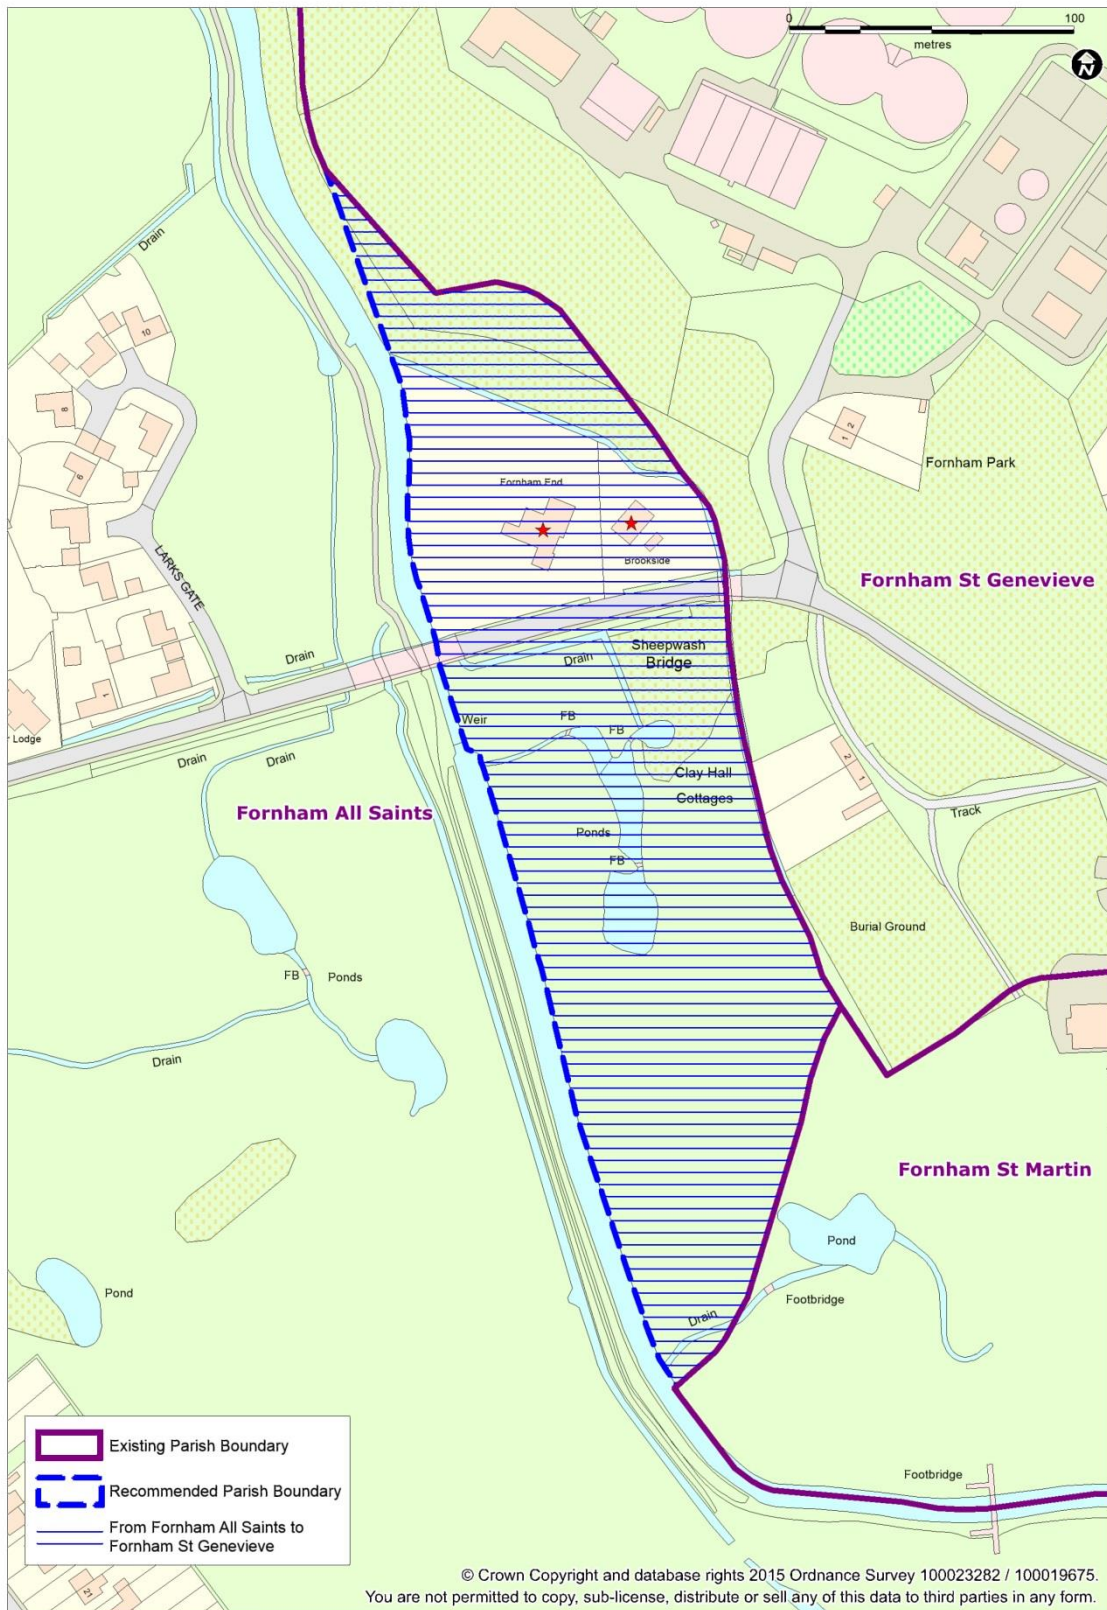 0
100
metres
N
Drain
10
8
6
1
LARKS GATE
Fornham End
Brookside
1 2
Fornham Park
Fornham St Genevieve
Drain
Drain
Sheepwash
Bridge
Weir
FB
FB
Lodge
Drain
Drain
Clay Hall
Cottages
2
1
Track
Fornham All Saints
Ponds
FB
Burial Ground
FB
Ponds
Drain
Fornham St Martin
Pond
Pond
Footbridge
Drain
Footbridge
21
Existing Parish Boundary
Recommended Parish Boundary
From Fornham All Saints to
Fornham St Genevieve
© Crown Copyright and database rights 2015 Ordnance Survey 100023282 / 100019675.
You are not permitted to copy, sub-license, distribute or sell any of this data to third parties in any form.